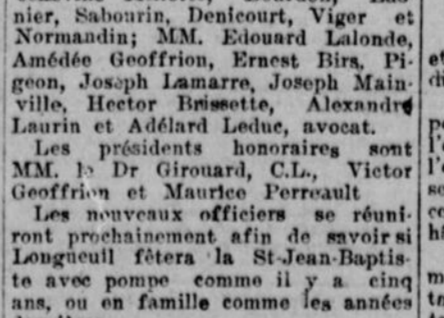 nier, Sabourin, Denicourt, Viger et
Normandin; MM. Edouard Lalonde,
Amédée Geoffrion, Ernest Birs, Pi-
geon, Joseph Lamarre, Joseph Main-
ville, Hector Brissette, Alexandre
Laurin et Adélard Leduc, avocat.
Les présidents honoraires sont
MM. le Dr Girouard, C.L., Victor
Geoffrion et Maurice Perreault
Les nouveaux officiers se réuni-
ront prochainement afin de savoir si
Longueuil fêtera la St-Jean-Baptis-
te avec pompe comme il y a cinq
ans, ou en famille comme les années